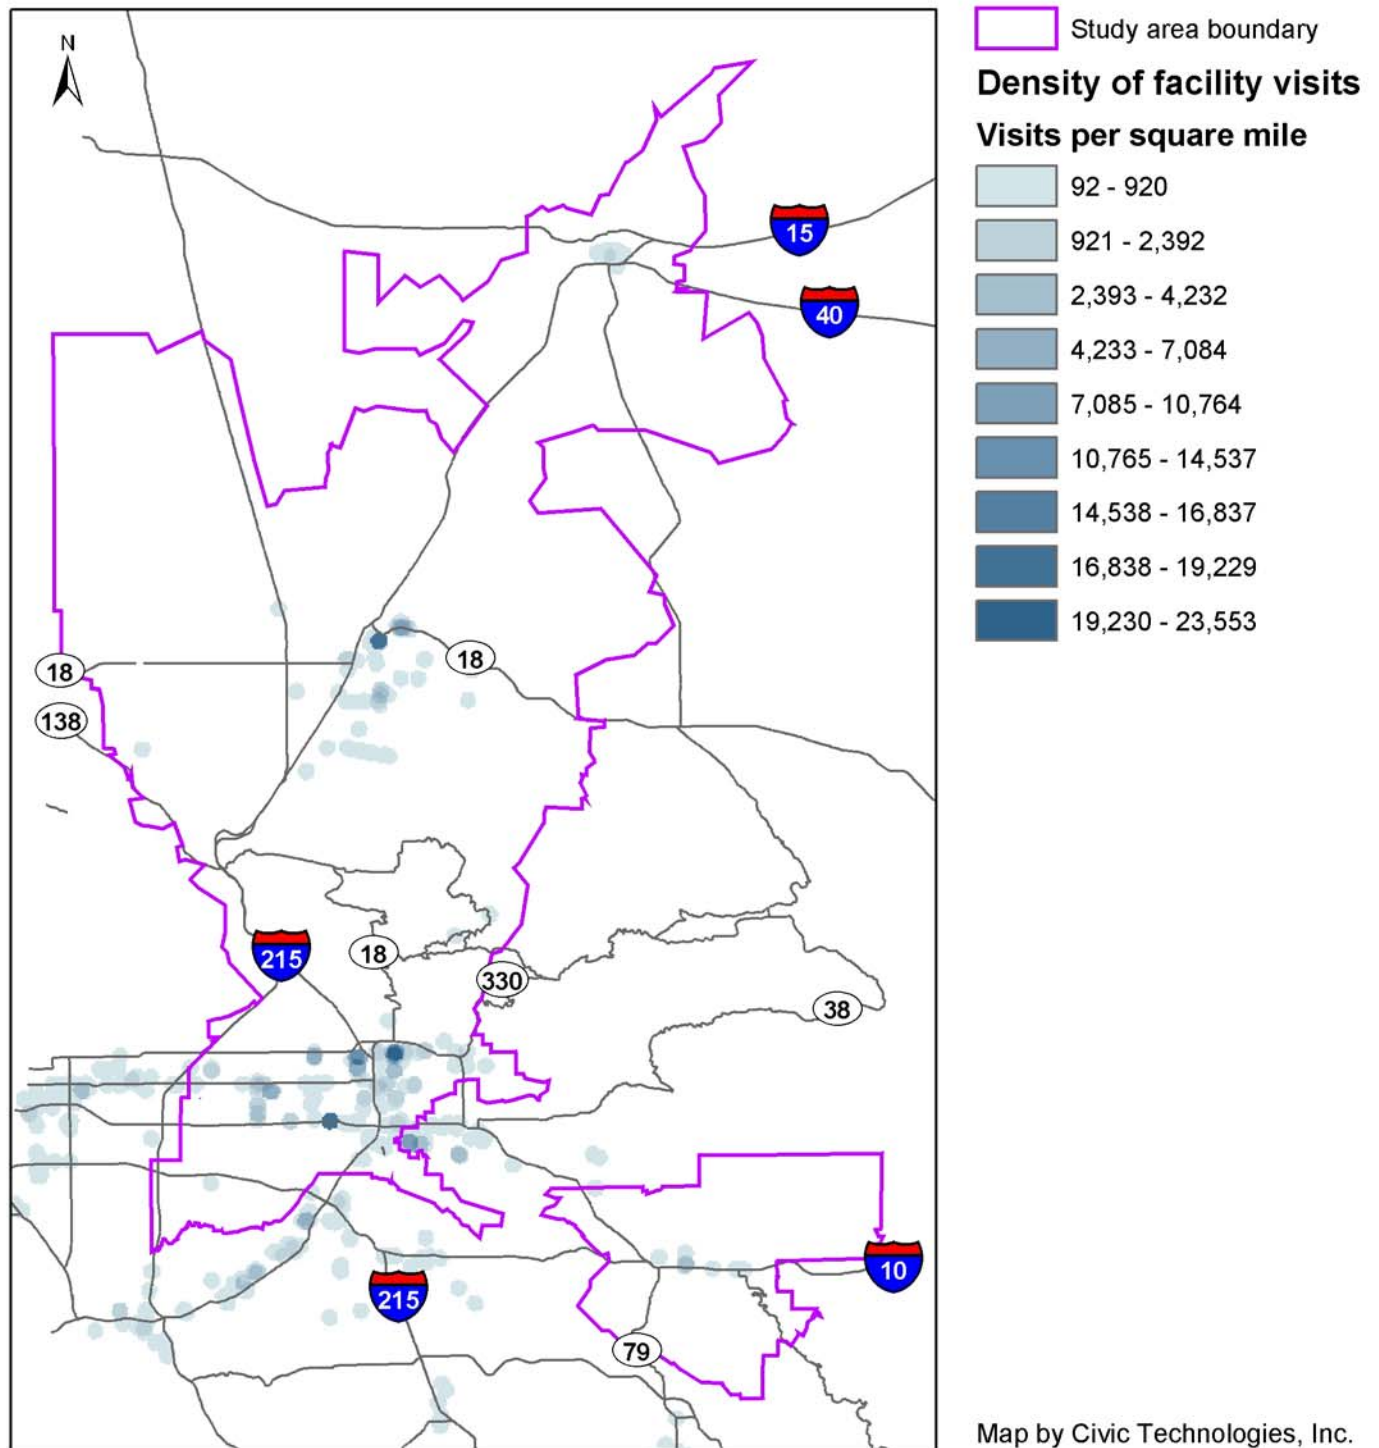 N
15
40
18
18
138
215
18
330
38
10
215
79
Study area boundary
Density of facility visits
Visits per square mile
92 - 920
921 - 2,392
2,393 - 4,232
4,233 - 7,084
7,085 - 10,764
10,765 - 14,537
14,538 - 16,837
16,838 - 19,229
19,230 - 23,553
Map by Civic Technologies, Inc.